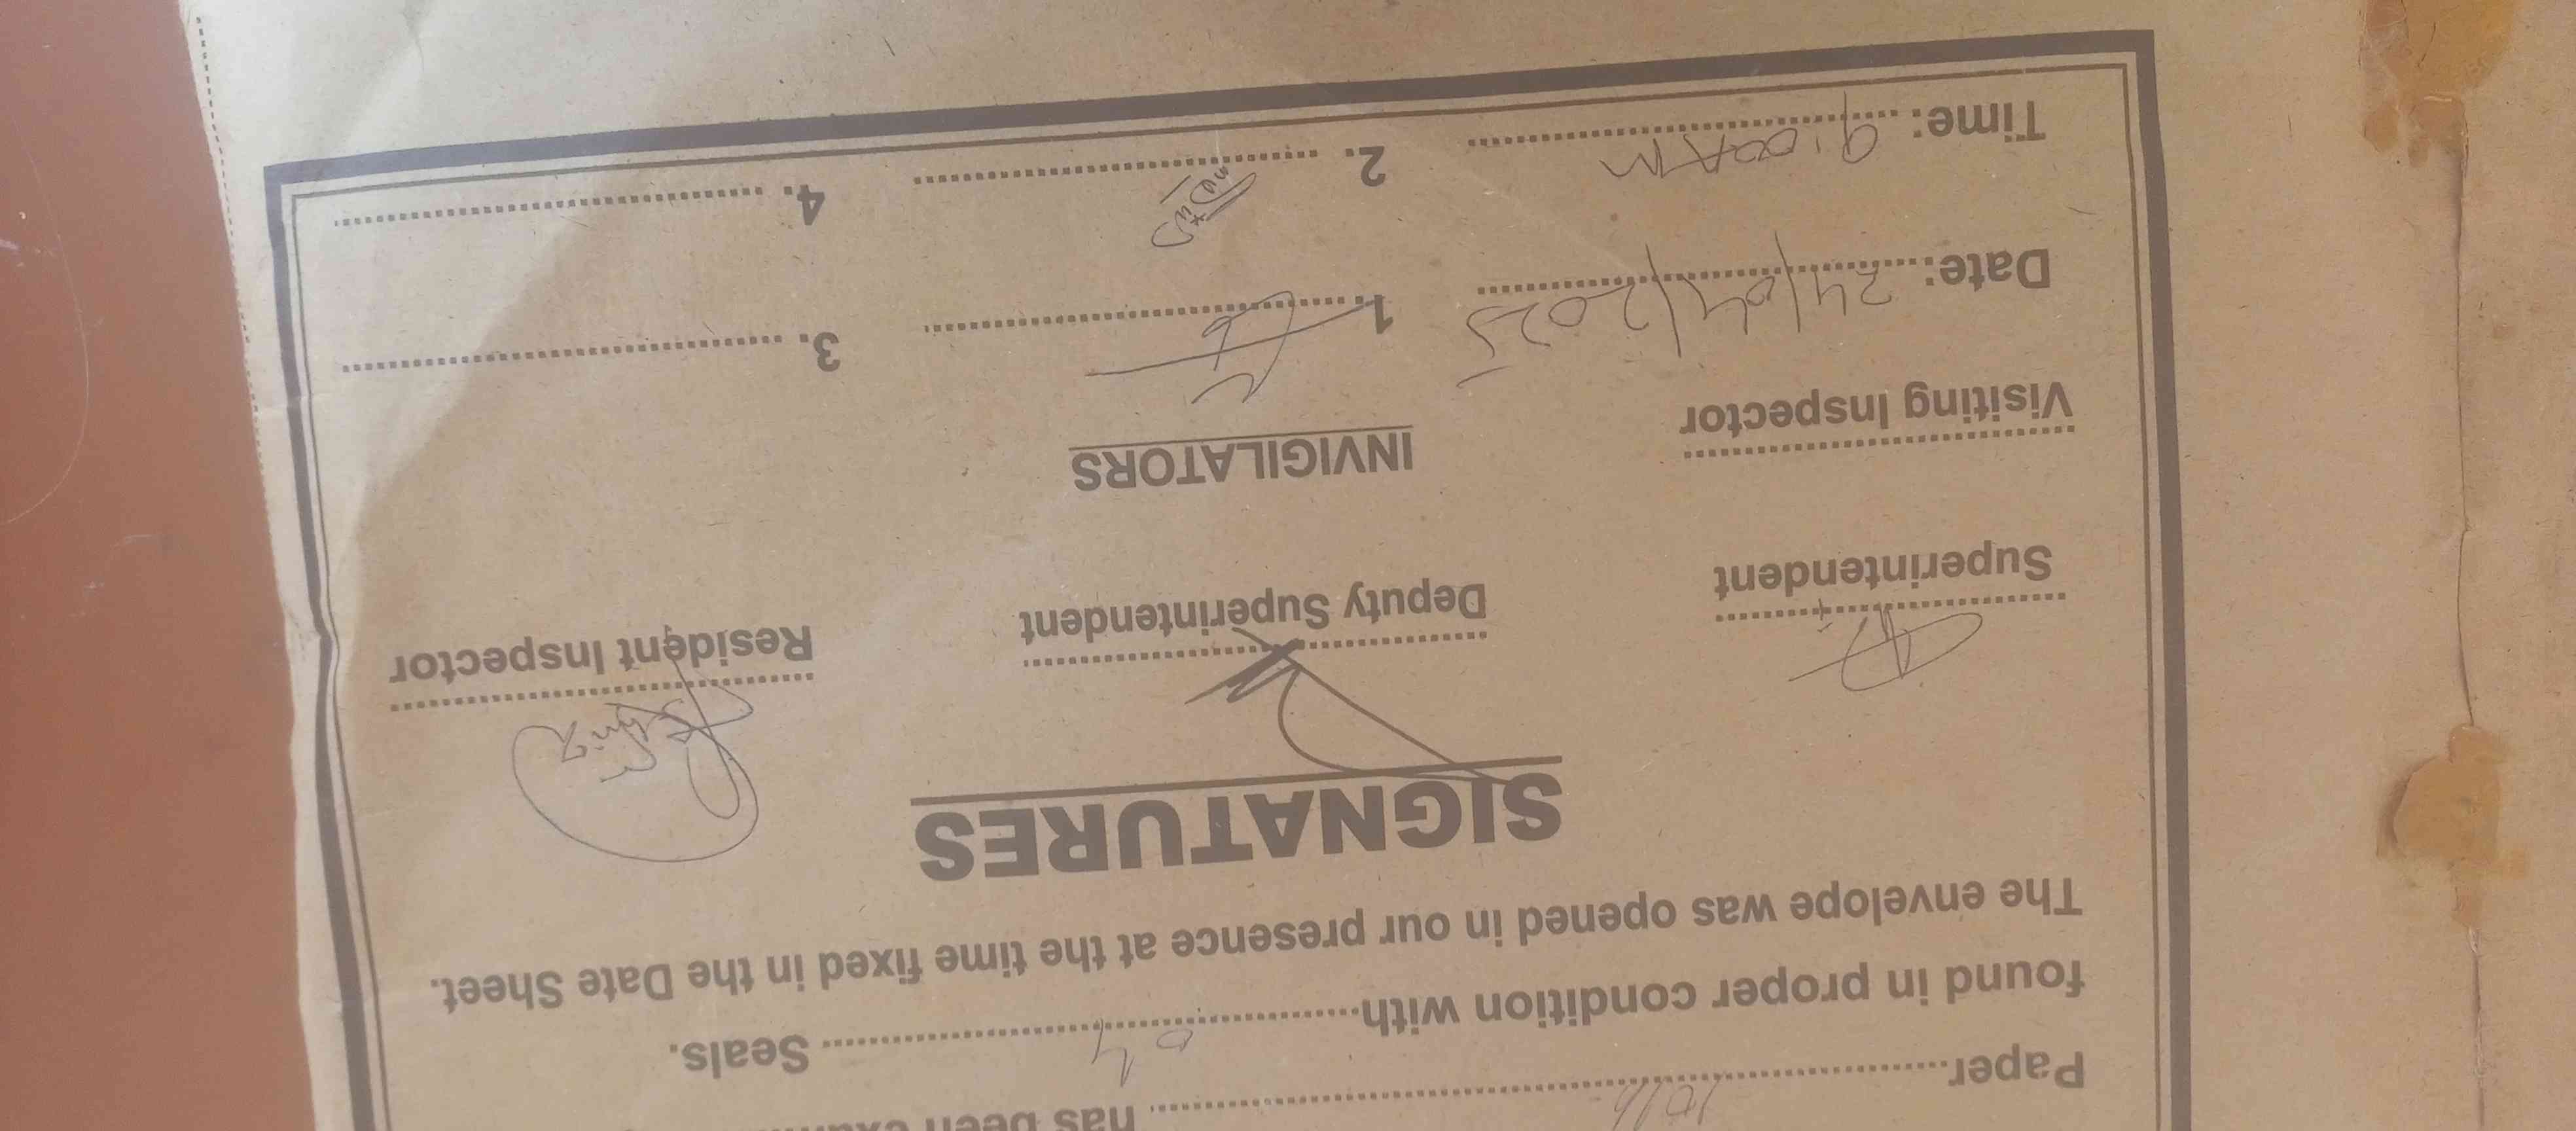 Paper.......10th.......has been
found in proper condition with.......04.......Seals.
The envelope was opened in our presence at the time fixed in the Date Sheet.
SIGNATURES
Superintendent Deputy Superintendent Resident Inspector
Visiting Inspector INVIGILATORS
Date: 24/04/2025 1. 3.
Time: 9:00AM 2. 4.